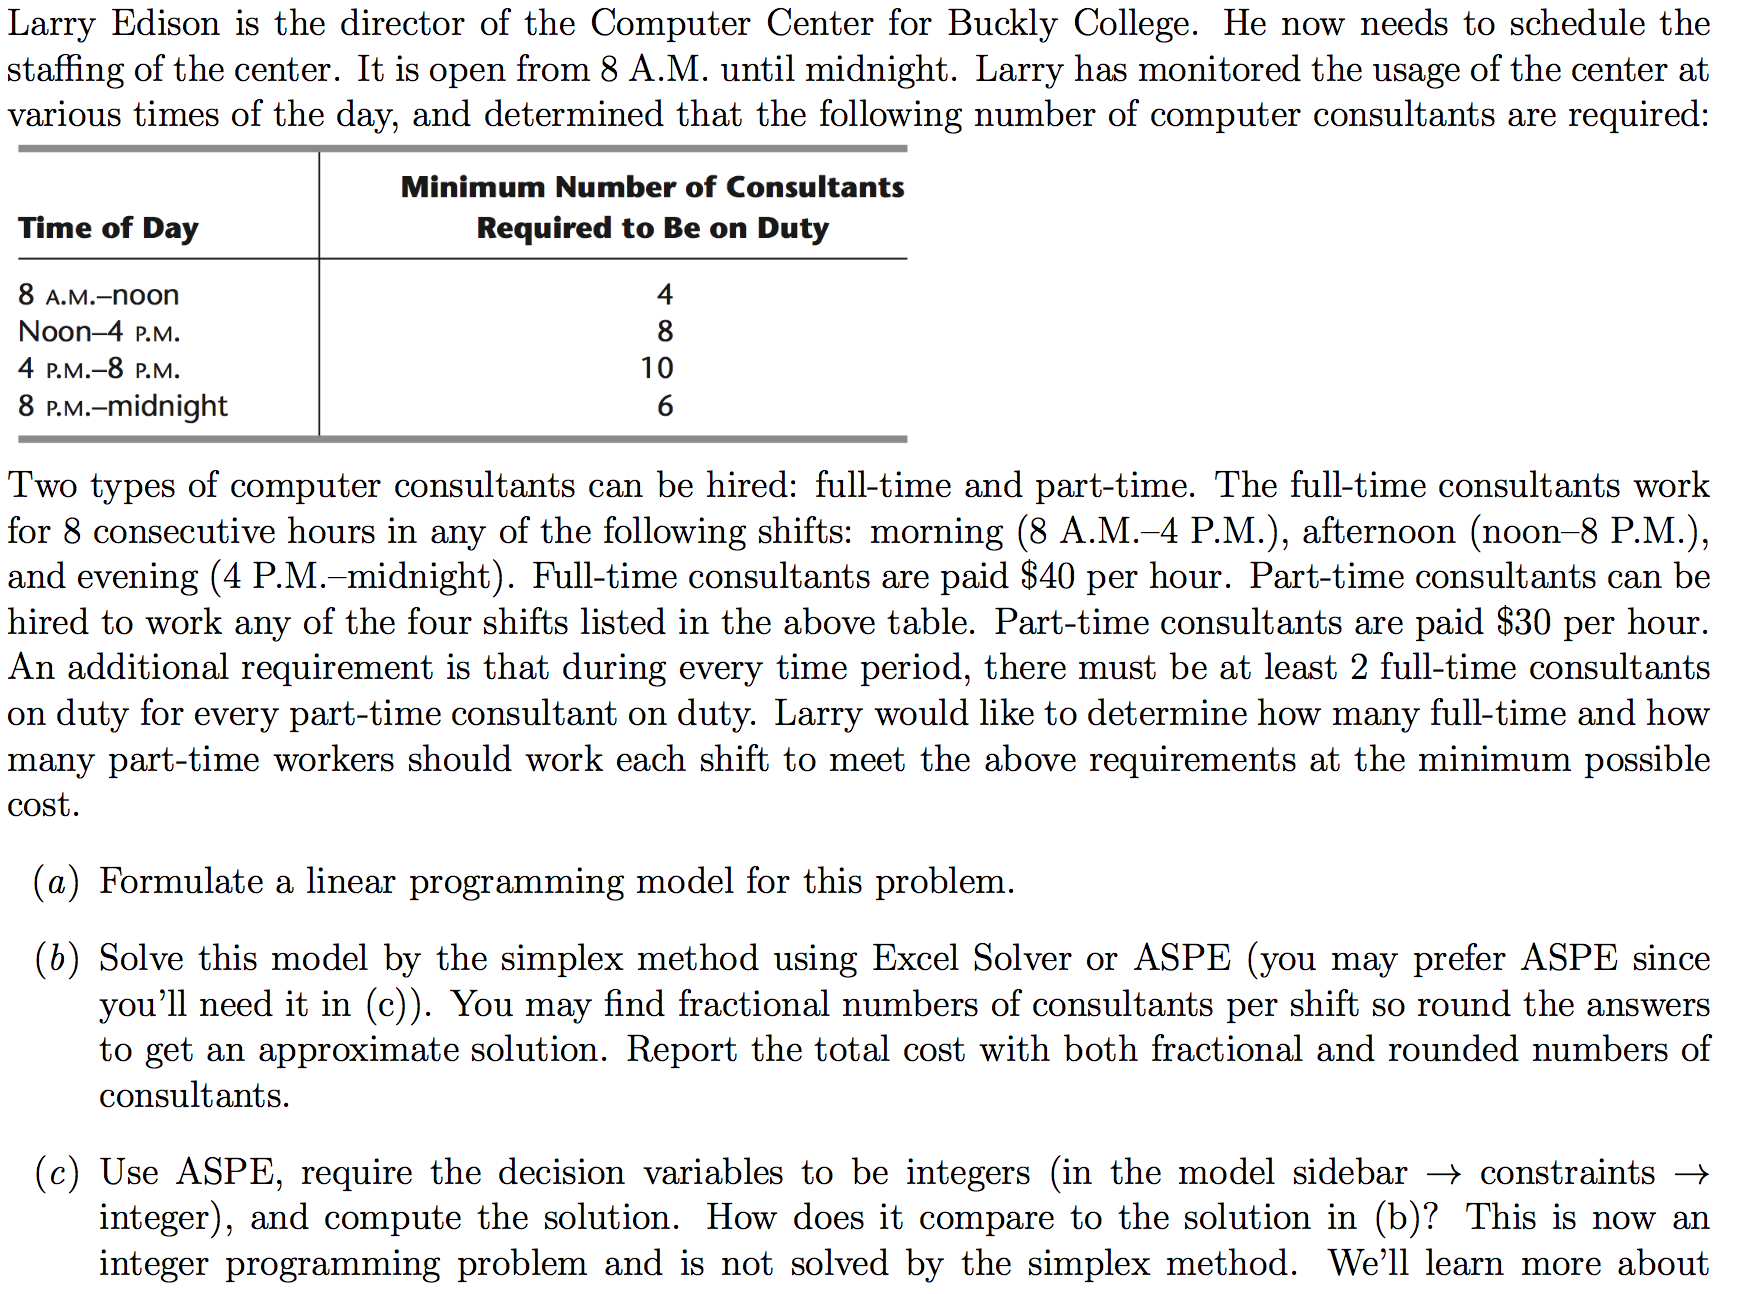 Larry Edison is the director of the Computer Center for Buckly College. He now needs to schedule the
staffing of the center. It is open from 8 A.M. until midnight. Larry has monitored the usage of the center at
various times of the day, and determined that the following number of computer consultants are required:
Minimum Number of Consultants
Time of Day Required to Be on Duty
8 A.M.–noon 4
Noon–4 P.M. 8
4 P.M.–8 P.M. 10
8 P.M.–midnight 6
Two types of computer consultants can be hired: full-time and part-time. The full-time consultants work
for 8 consecutive hours in any of the following shifts: morning (8 A.M.–4 P.M.), afternoon (noon–8 P.M.),
and evening (4 P.M.–midnight). Full-time consultants are paid $40 per hour. Part-time consultants can be
hired to work any of the four shifts listed in the above table. Part-time consultants are paid $30 per hour.
An additional requirement is that during every time period, there must be at least 2 full-time consultants
on duty for every part-time consultant on duty. Larry would like to determine how many full-time and how
many part-time workers should work each shift to meet the above requirements at the minimum possible
cost.
(a) Formulate a linear programming model for this problem.
(b) Solve this model by the simplex method using Excel Solver or ASPE (you may prefer ASPE since
you'll need it in (c)). You may find fractional numbers of consultants per shift so round the answers
to get an approximate solution. Report the total cost with both fractional and rounded numbers of
consultants.
(c) Use ASPE, require the decision variables to be integers (in the model sidebar → constraints →
integer), and compute the solution. How does it compare to the solution in (b)? This is now an
integer programming problem and is not solved by the simplex method. We'll learn more about